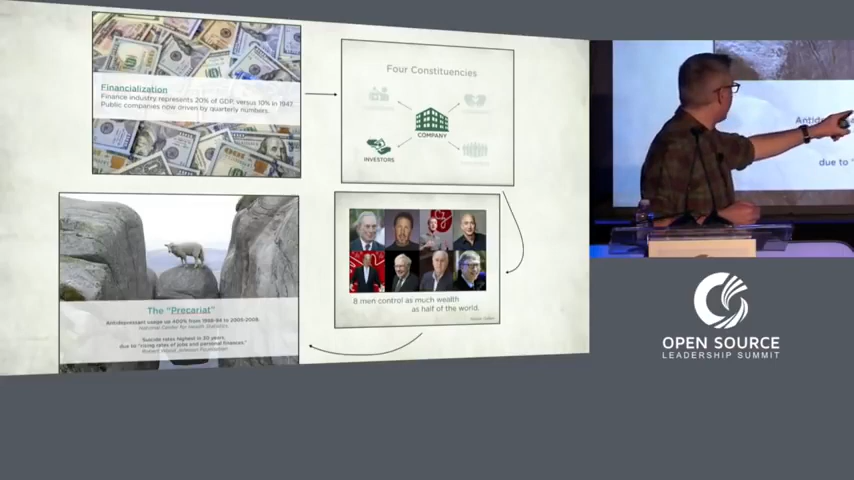 Financialization
Finance industry represents 20% of GDP, versus 10% in 1947.
Public companies now driven by quarterly numbers.
Four Constituencies
COMPANY
INVESTORS
8 men control as much wealth
as half of the world.
The "Precariat"
Antidepressant usage up 400% from 1988-94 to 2005-2008.
National Center for Health Statistics
Suicide rates highest in 30 years,
due to "rising rates of jobs and personal finances."
Robert Wood Johnson Foundation
due to "
OPEN SOURCE
LEADERSHIP SUMMIT